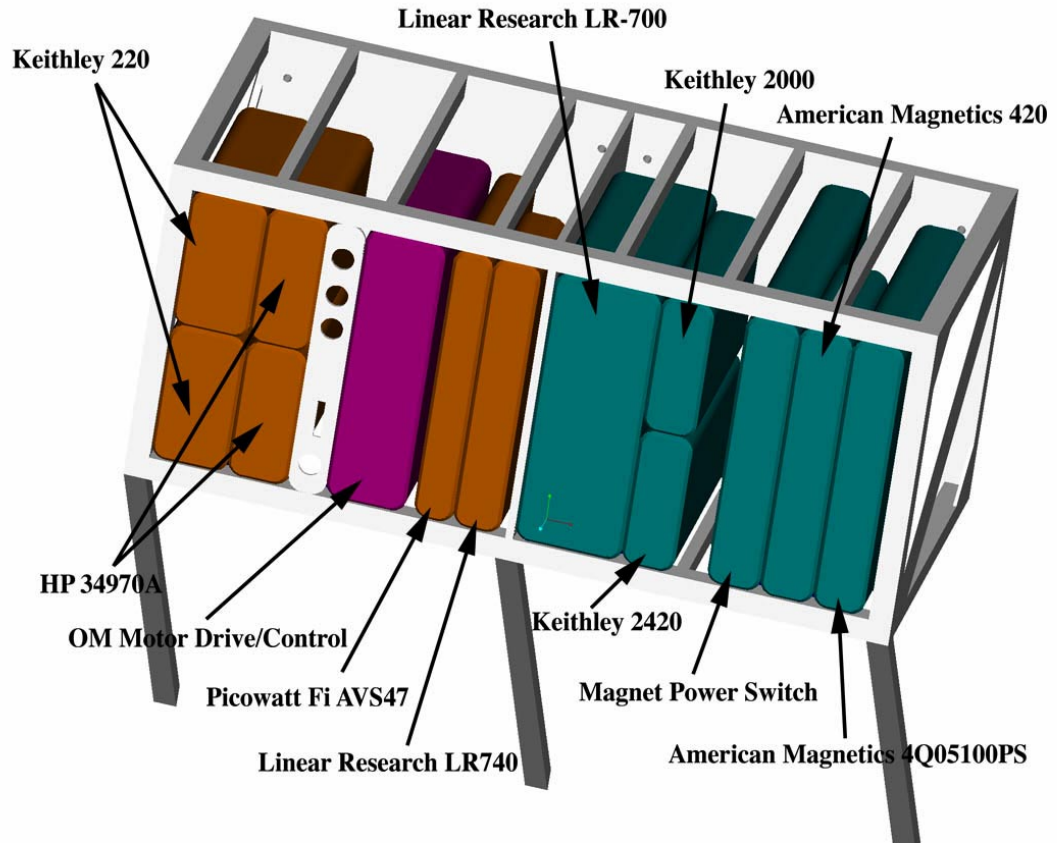 Linear Research LR-700
Keithley 220
Keithley 2000
American Magnetics 420
HP 34970A
OM Motor Drive/Control
Keithley 2420
Picowatt Fi AVS47
Magnet Power Switch
Linear Research LR740
American Magnetics 4Q05100PS